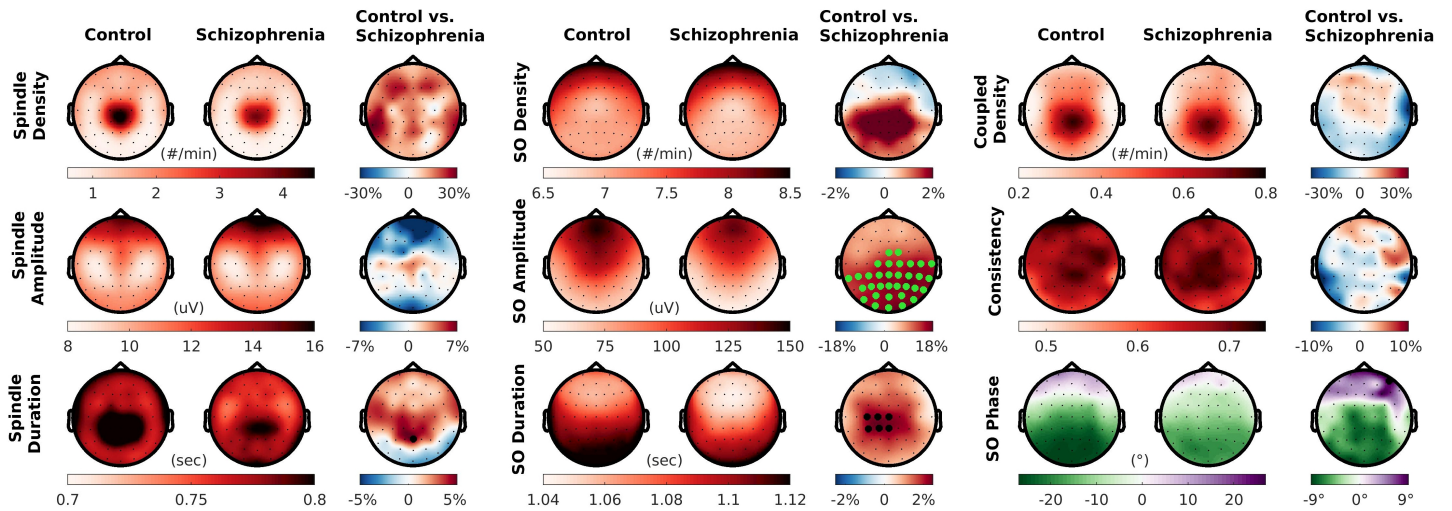 Control Schizophrenia Control vs. Schizophrenia
Control Schizophrenia Control vs. Schizophrenia
Control Schizophrenia Control vs. Schizophrenia
Spindle Density
(#/min)
1 2 3 4
-30% 0 30%
SO Density
(#/min)
6.5 7 7.5 8 8.5
-2% 0 2%
Coupled Density
(#/min)
0.2 0.4 0.6 0.8
-30% 0 30%
Spindle Amplitude
(uV)
8 10 12 14 16
-7% 0 7%
SO Amplitude
(uV)
50 75 100 125 150
-18% 0 18%
Consistency
0.5 0.6 0.7
-10% 0 10%
Spindle Duration
(sec)
0.7 0.75 0.8
-5% 0 5%
SO Duration
(sec)
1.04 1.06 1.08 1.1 1.12
-2% 0 2%
SO Phase
(°)
-20 -10 0 10 20
-9° 0° 9°